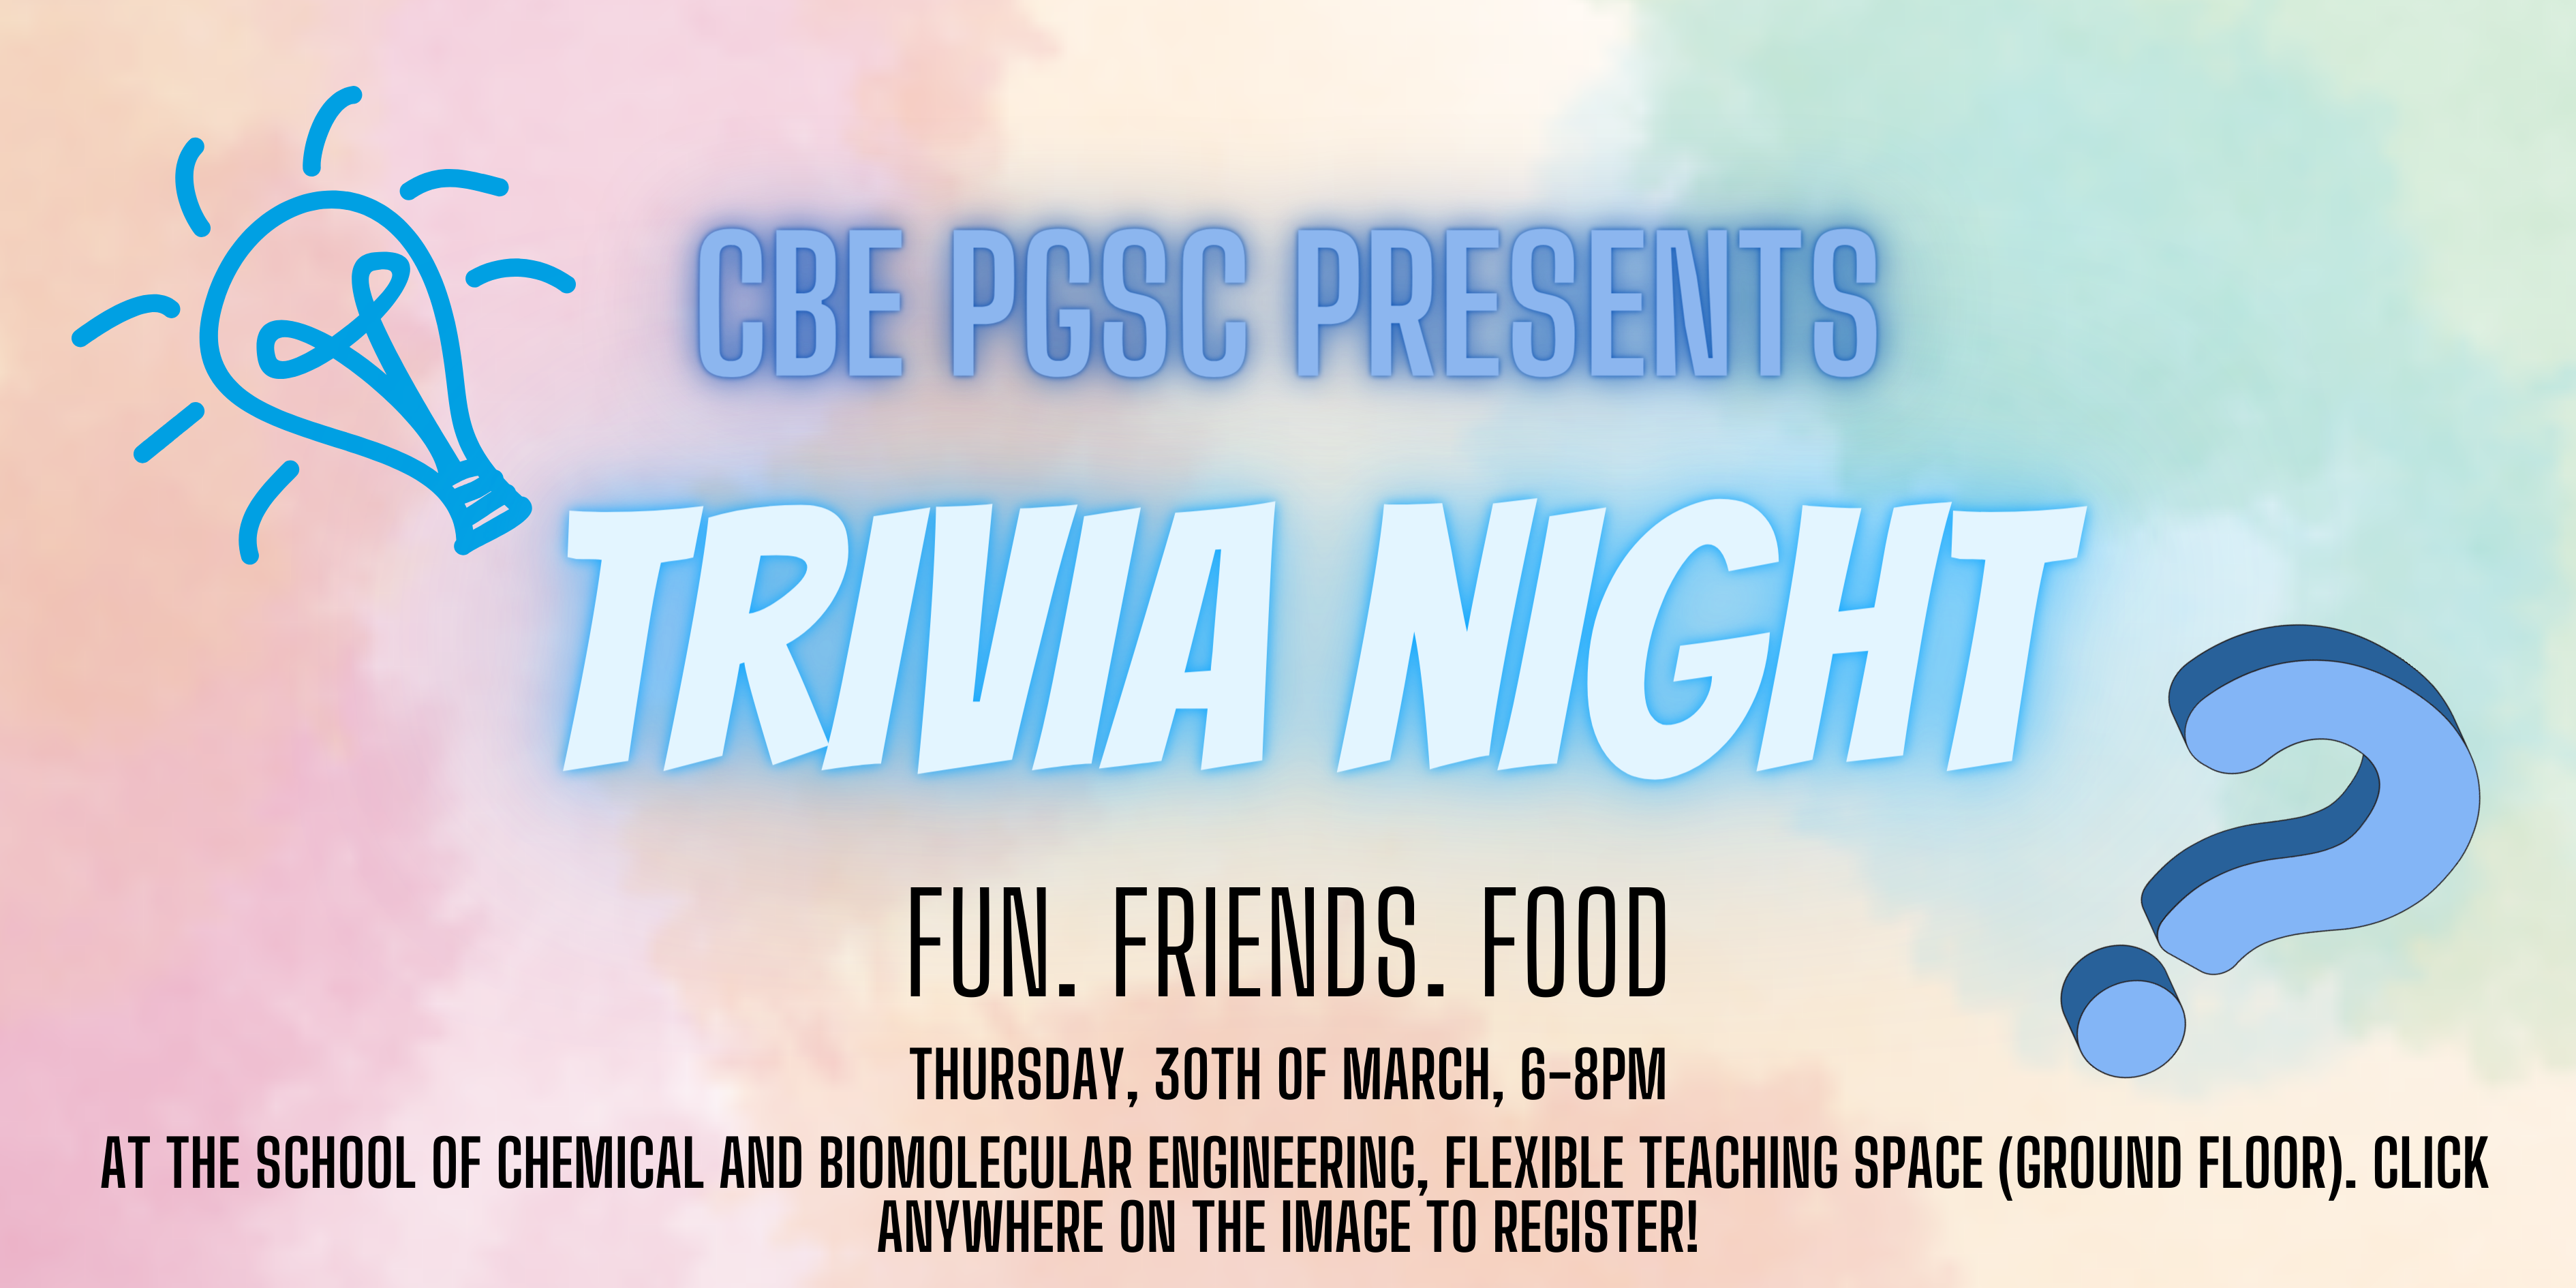 CBE PGSC PRESENTS
TRIVIA NIGHT
FUN. FRIENDS. FOOD
THURSDAY, 30TH OF MARCH, 6-8PM
AT THE SCHOOL OF CHEMICAL AND BIOMOLECULAR ENGINEERING, FLEXIBLE TEACHING SPACE (GROUND FLOOR). CLICK
ANYWHERE ON THE IMAGE TO REGISTER!